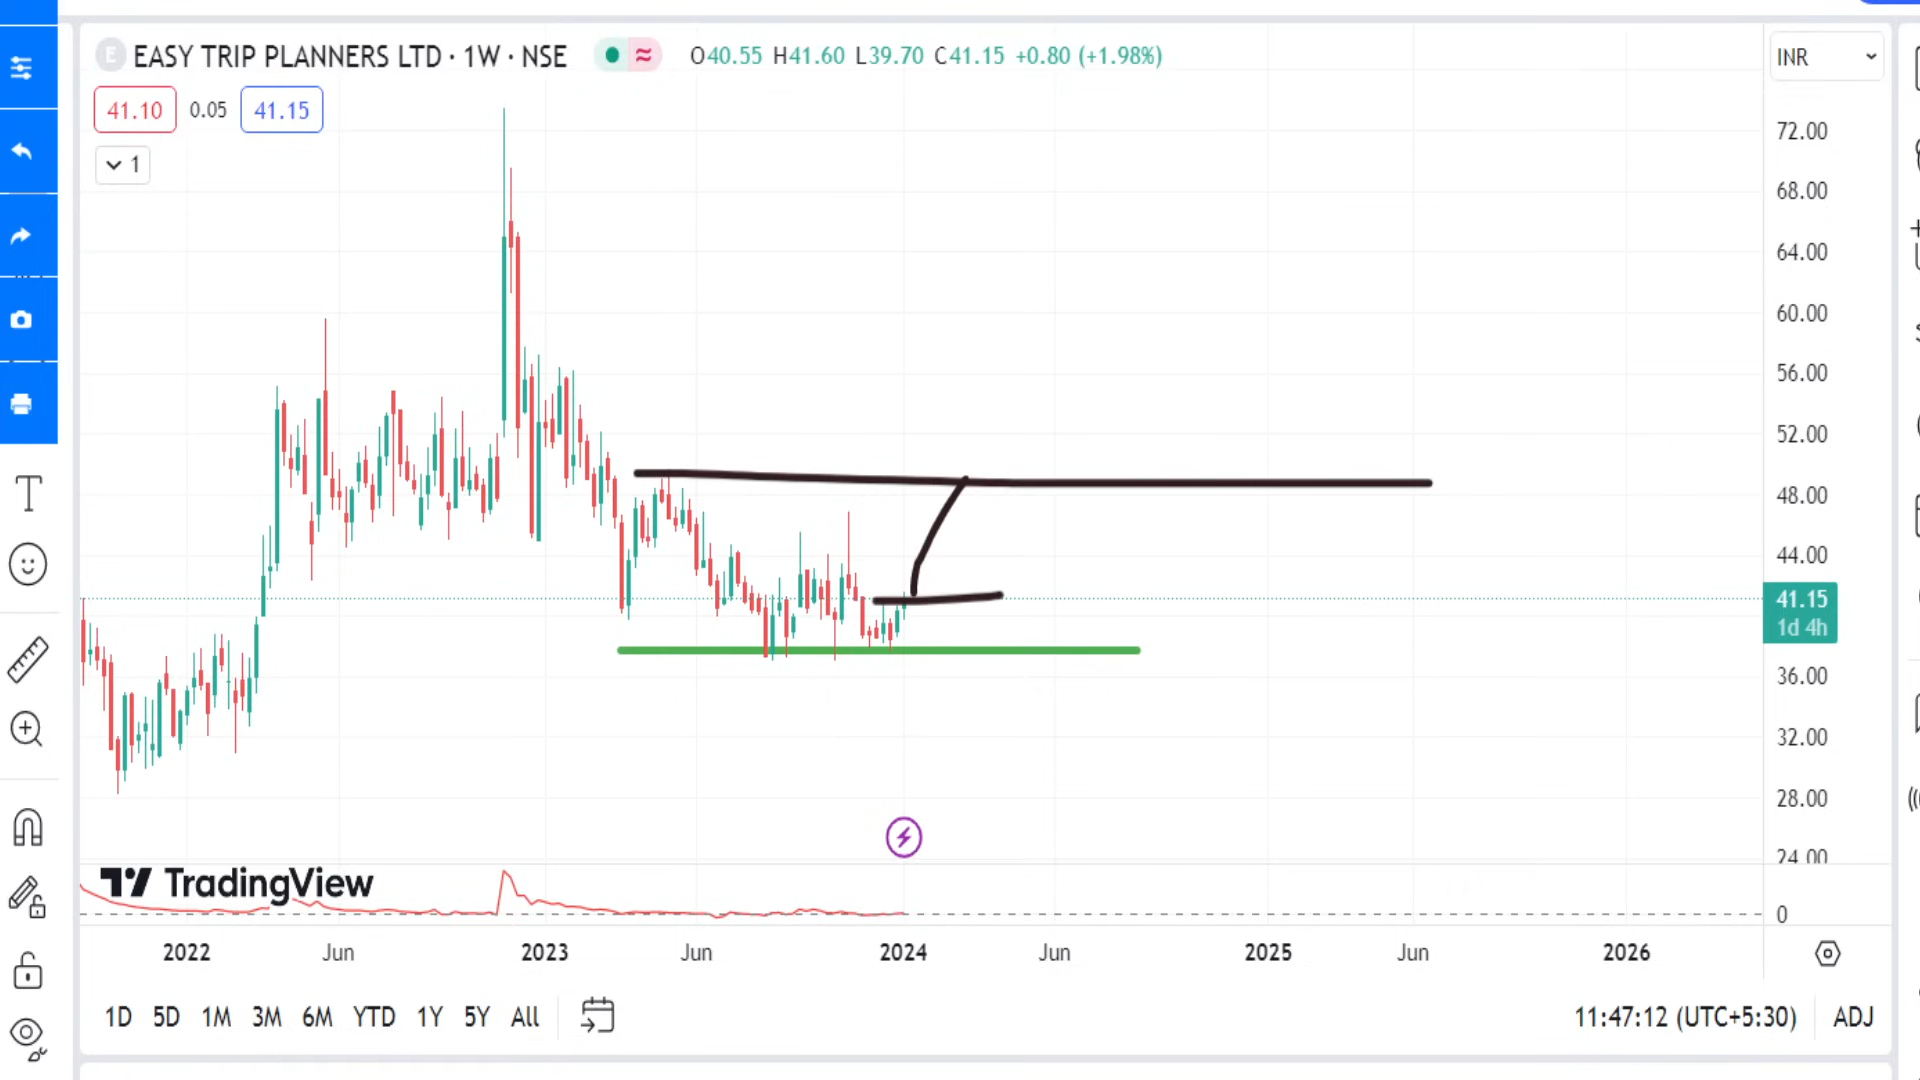 E EASY TRIP PLANNERS LTD · 1W · NSE O40.55 H41.60 L39.70 C41.15 +0.80 (+1.98%) INR
41.10 0.05 41.15
1
72.00
68.00
64.00
60.00
56.00
52.00
48.00
44.00
41.15
1d 4h
36.00
32.00
28.00
24.00
TradingView
0
2022 Jun 2023 Jun 2024 Jun 2025 Jun 2026
1D 5D 1M 3M 6M YTD 1Y 5Y All 11:47:12 (UTC+5:30) ADJ